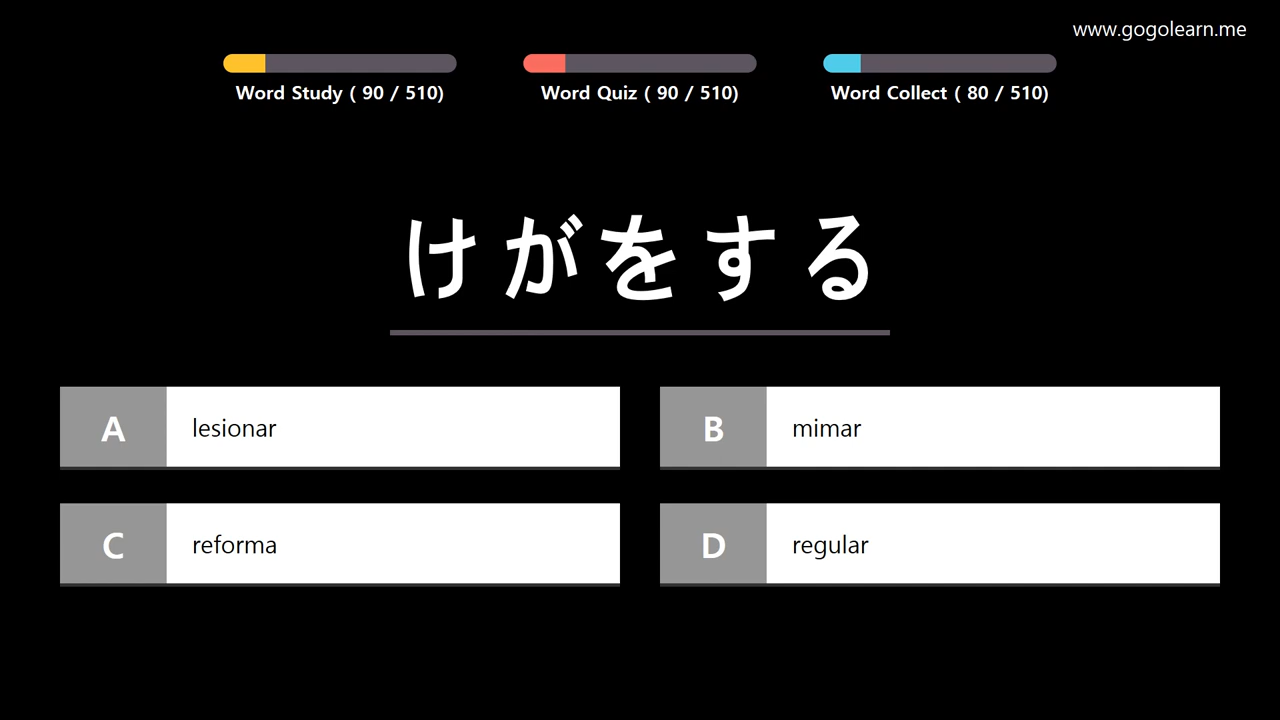 www.gogolearn.me
Word Study ( 90 / 510)
Word Quiz ( 90 / 510)
Word Collect ( 80 / 510)
けがをする
A lesionar
B mimar
C reforma
D regular